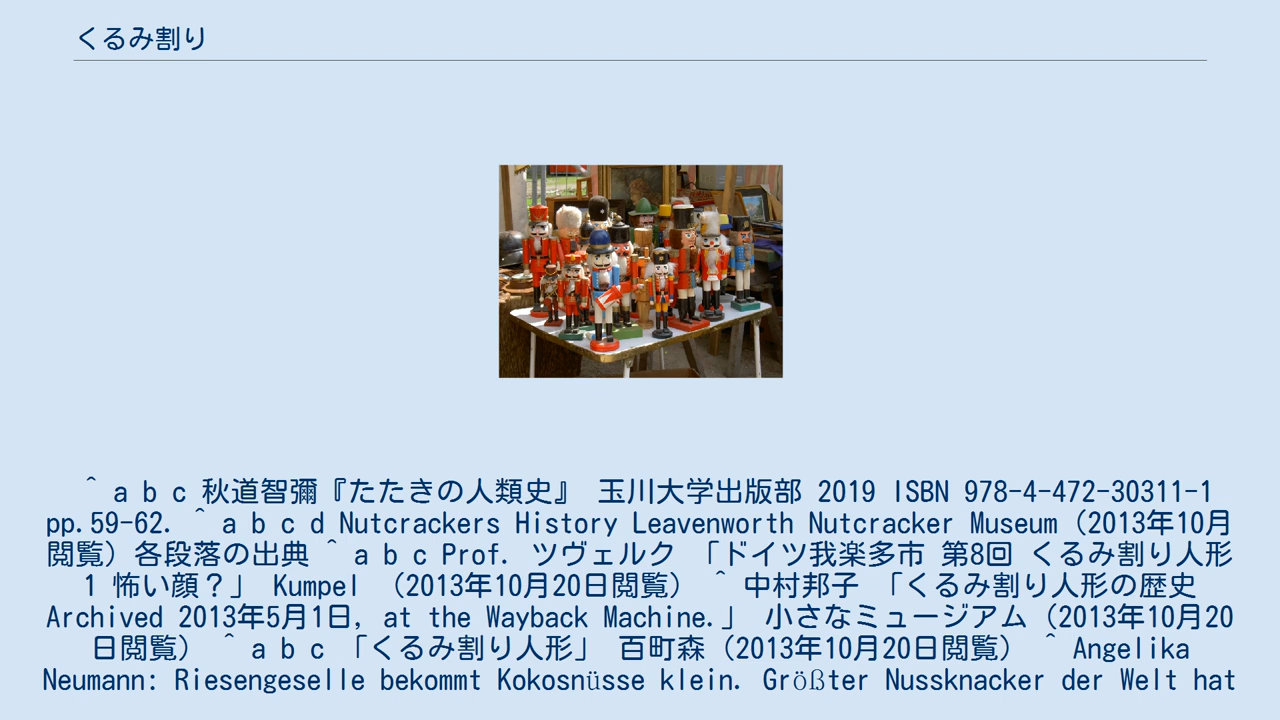 くるみ割り
^ a b c 秋道智彌『たたきの人類史』 玉川大学出版部 2019 ISBN 978-4-472-30311-1
pp.59-62. ^ a b c d Nutcrackers History Leavenworth Nutcracker Museum（2013年10月
閲覧）各段落の出典 ^ a b c Prof. ツヴェルク 「ドイツ我楽多市 第8回 くるみ割り人形
1 怖い顔？」 Kumpel （2013年10月20日閲覧） ^ 中村邦子 「くるみ割り人形の歴史
Archived 2013年5月1日, at the Wayback Machine.」 小さなミュージアム（2013年10月20
日閲覧） ^ a b c 「くるみ割り人形」 百町森（2013年10月20日閲覧） ^ Angelika
Neumann: Riesengeselle bekommt Kokosnüsse klein. Größter Nussknacker der Welt hat